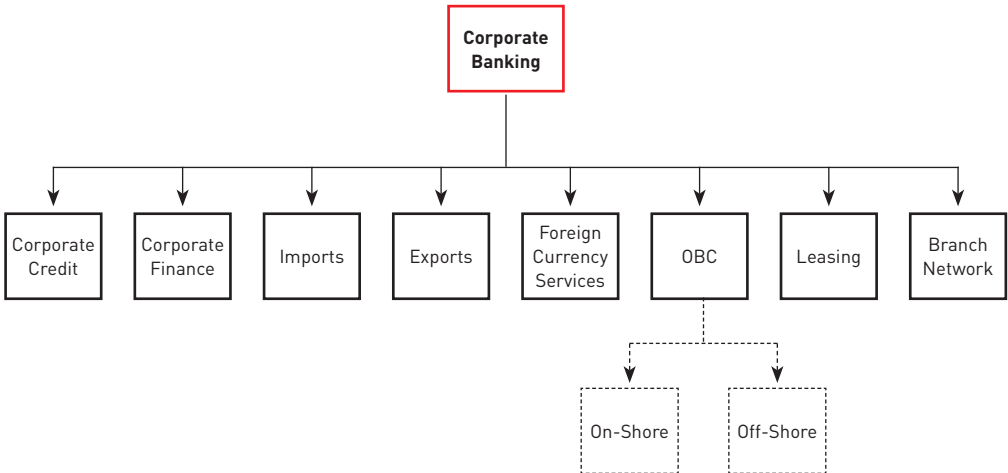 Corporate
Banking
Corporate
Credit
Corporate
Finance
Imports
Exports
Foreign
Currency
Services
OBC
Leasing
Branch
Network
On-Shore
Off-Shore